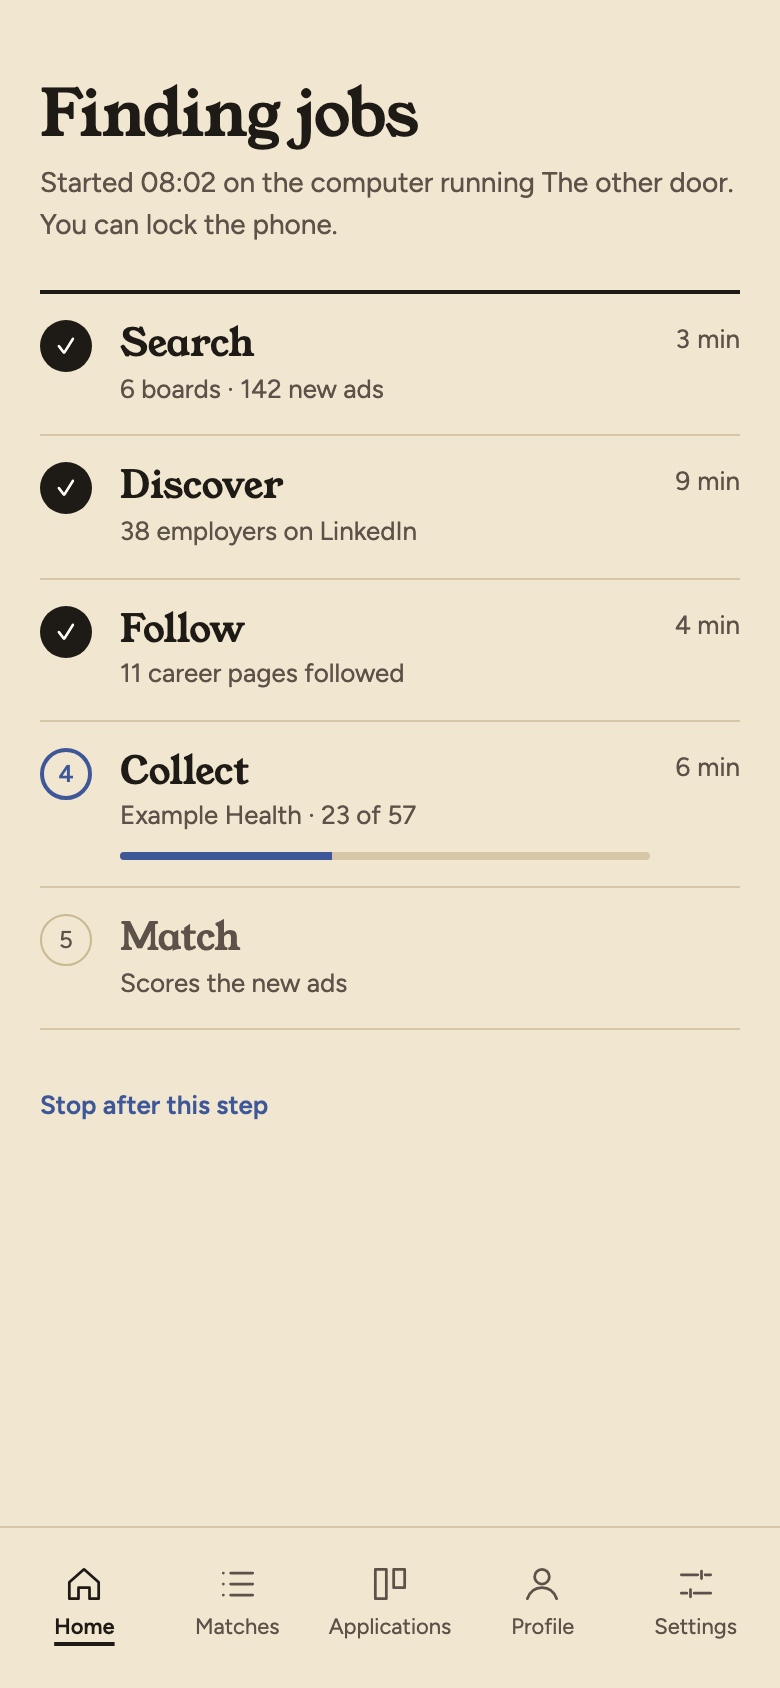 Finding jobs
Started 08:02 on the computer running The other door.
You can lock the phone.
Search
3 min
6 boards · 142 new ads
Discover
9 min
38 employers on LinkedIn
Follow
4 min
11 career pages followed
4
Collect
6 min
Example Health · 23 of 57
5
Match
Scores the new ads
Stop after this step
Home
Matches
Applications
Profile
Settings